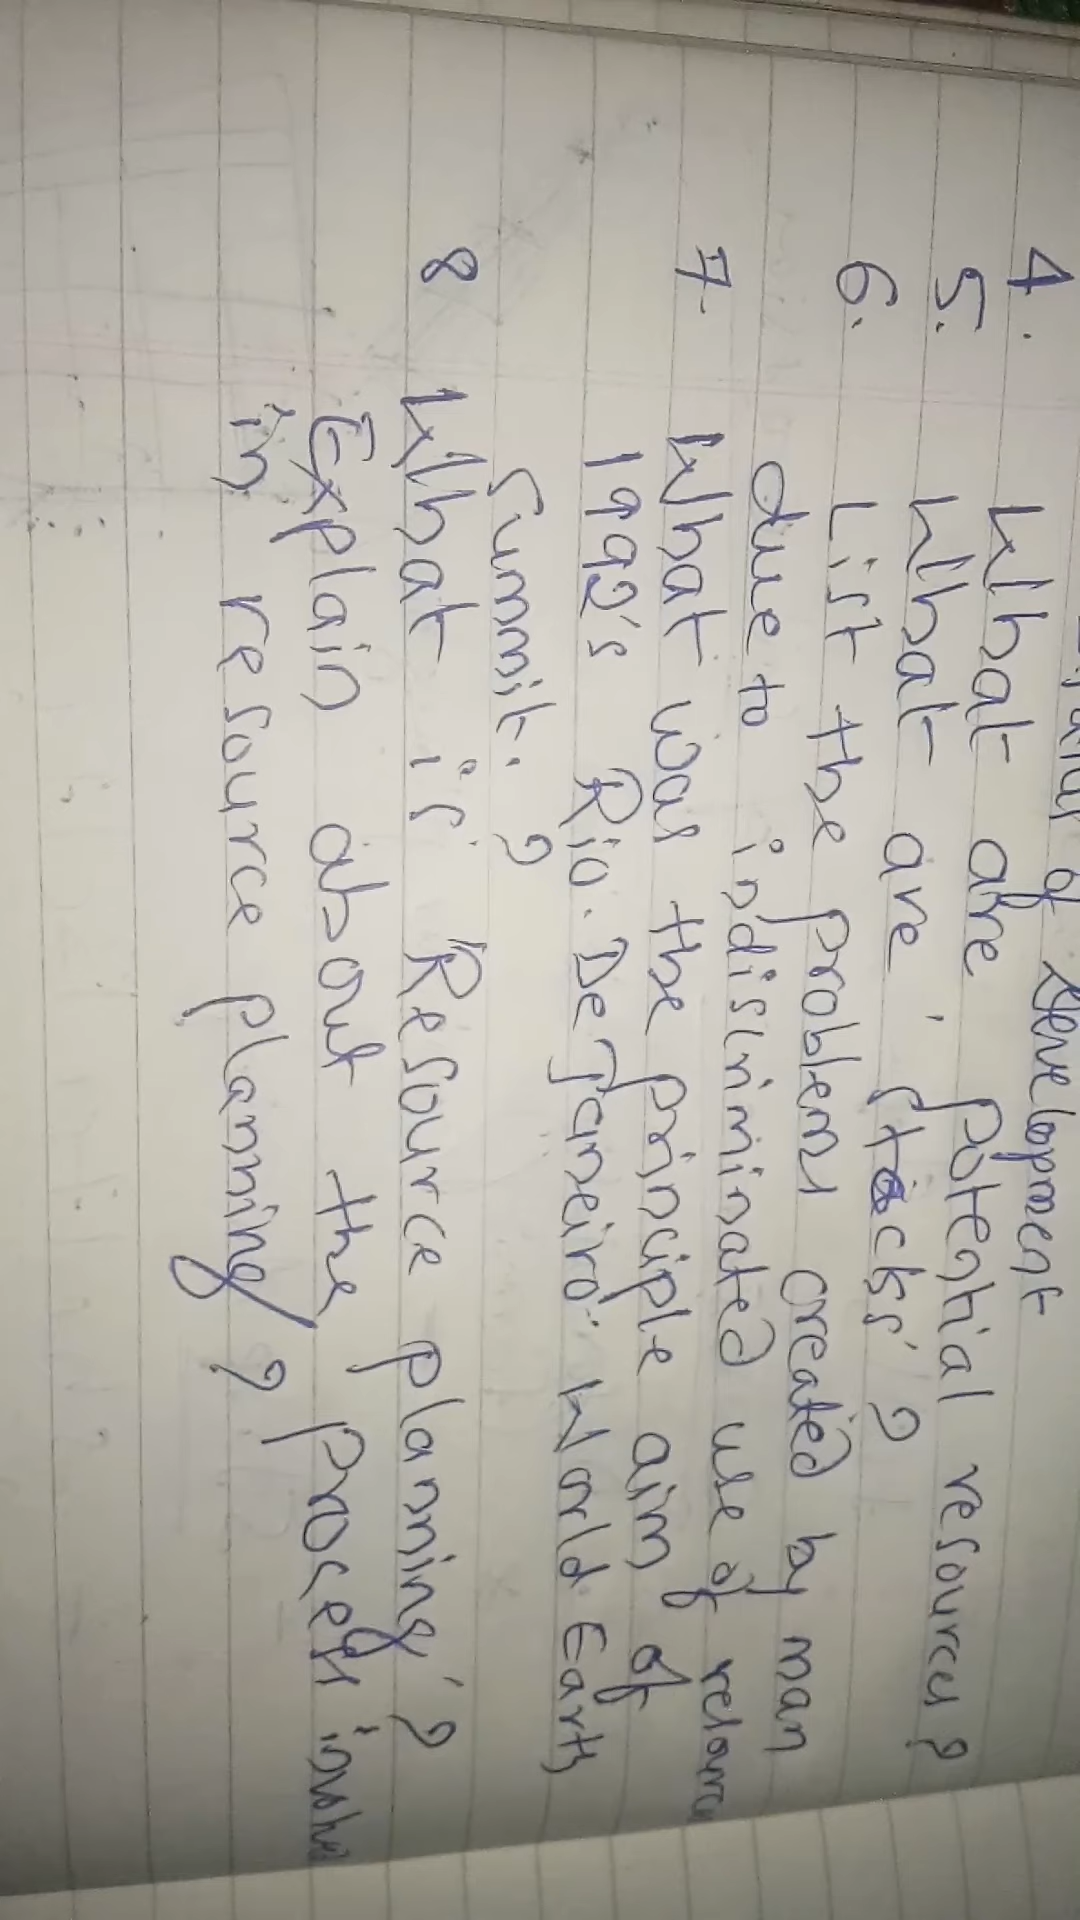 of Development
4. What are potential resources?
5. What are 'stocks'?
6. List the problems created by man
due to indiscriminated use of
7. What was the principle aim of
1992's Rio. De Janeiro. World Earth
Summit. ?
8 What is 'Resource planning'?
Explain about the process
in resource planning?